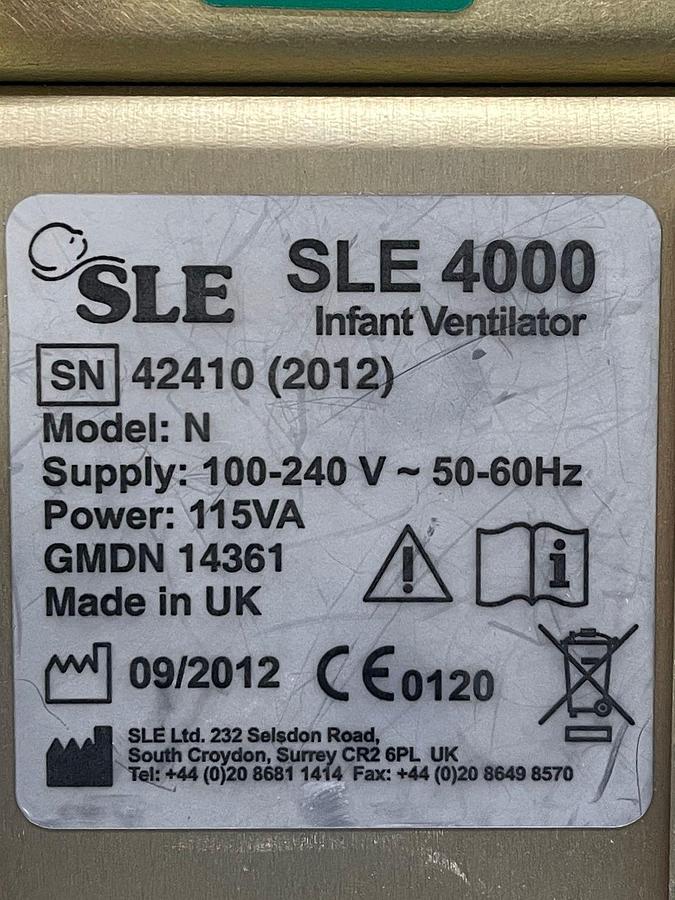 SLE SLE 4000
Infant Ventilator
SN 42410 (2012)
Model: N
Supply: 100-240 V ~ 50-60Hz
Power: 115VA
GMDN 14361
Made in UK
09/2012 CE 0120
SLE Ltd. 232 Selsdon Road,
South Croydon, Surrey CR2 6PL UK
Tel: +44 (0)20 8681 1414 Fax: +44 (0)20 8649 8570